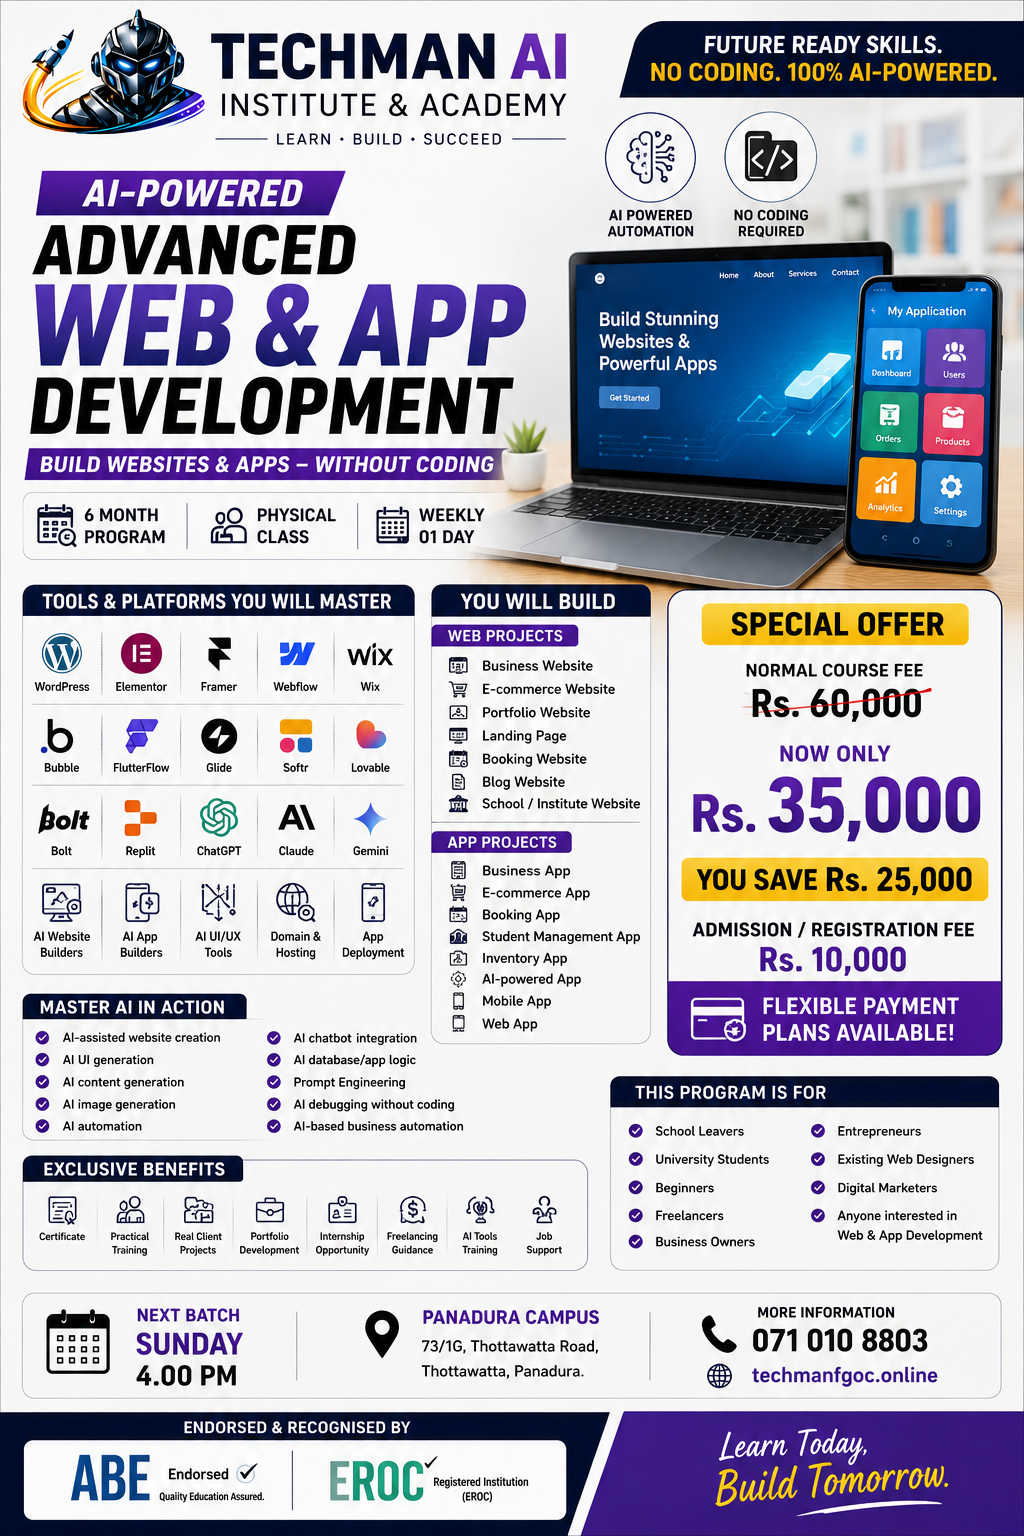 TECHMAN AI
INSTITUTE & ACADEMY
LEARN • BUILD • SUCCEED
FUTURE READY SKILLS.
NO CODING. 100% AI-POWERED.
AI POWERED
AUTOMATION
NO CODING
REQUIRED
AI-POWERED
ADVANCED
WEB & APP
DEVELOPMENT
BUILD WEBSITES & APPS – WITHOUT CODING
6 MONTH
PROGRAM
PHYSICAL
CLASS
WEEKLY
01 DAY
Home About Services Contact
Build Stunning
Websites &
Powerful Apps
Get Started
My Application
Dashboard
Users
Orders
Products
Analytics
Settings
TOOLS & PLATFORMS YOU WILL MASTER
WordPress
Elementor
Framer
Webflow
WiX
Wix
Bubble
FlutterFlow
Glide
Softr
Lovable
Bolt
Bolt
Replit
ChatGPT
Claude
Gemini
AI Website
Builders
AI App
Builders
AI UI/UX
Tools
Domain &
Hosting
App
Deployment
YOU WILL BUILD
WEB PROJECTS
Business Website
E-commerce Website
Portfolio Website
Landing Page
Booking Website
Blog Website
School / Institute Website
APP PROJECTS
Business App
E-commerce App
Booking App
Student Management App
Inventory App
AI-powered App
Mobile App
Web App
SPECIAL OFFER
NORMAL COURSE FEE
Rs. 60,000
NOW ONLY
Rs. 35,000
YOU SAVE Rs. 25,000
ADMISSION / REGISTRATION FEE
Rs. 10,000
FLEXIBLE PAYMENT
PLANS AVAILABLE!
MASTER AI IN ACTION
AI-assisted website creation
AI UI generation
AI content generation
AI image generation
AI automation
AI chatbot integration
AI database/app logic
Prompt Engineering
AI debugging without coding
AI-based business automation
THIS PROGRAM IS FOR
School Leavers
University Students
Beginners
Freelancers
Business Owners
Entrepreneurs
Existing Web Designers
Digital Marketers
Anyone interested in
Web & App Development
EXCLUSIVE BENEFITS
Certificate
Practical
Training
Real Client
Projects
Portfolio
Development
Internship
Opportunity
Freelancing
Guidance
AI Tools
Training
Job
Support
NEXT BATCH
SUNDAY
4.00 PM
PANADURA CAMPUS
73/1G, Thottawatta Road,
Thottawatta, Panadura.
MORE INFORMATION
071 010 8803
techmanfgoc.online
ENDORSED & RECOGNISED BY
ABE Endorsed
Quality Education Assured.
EROC Registered Institution
(EROC)
Learn Today,
Build Tomorrow.